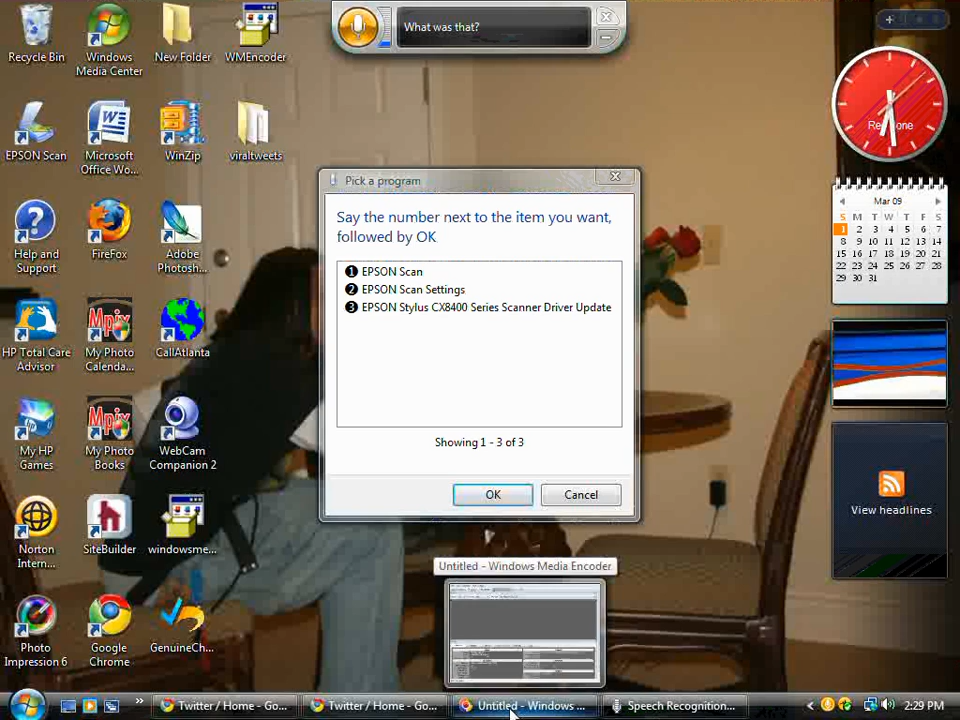 What was that?
Recycle Bin
Windows
Media Center
New Folder
WMEncoder
EPSON Scan
Microsoft
Office Wo...
WinZip
viraltweets
Help and
Support
FireFox
Adobe
Photosh...
HP Total Care
Advisor
My Photo
Calenda...
CallAtlanta
My HP
Games
My Photo
Books
WebCam
Companion 2
Norton
Intern...
SiteBuilder
windowsme...
Photo
Impression 6
Google
Chrome
GenuineCh...
Pick a program
Say the number next to the item you want,
followed by OK
1 EPSON Scan
2 EPSON Scan Settings
3 EPSON Stylus CX8400 Series Scanner Driver Update
Showing 1 - 3 of 3
OK
Cancel
Untitled - Windows Media Encoder
Mar 09
S M T W T F S
1 2 3 4 5 6 7
8 9 10 11 12 13 14
15 16 17 18 19 20 21
22 23 24 25 26 27 28
29 30 31
View headlines
Twitter / Home - Go...
Twitter / Home - Go...
Untitled - Windows ...
Speech Recognition...
2:29 PM